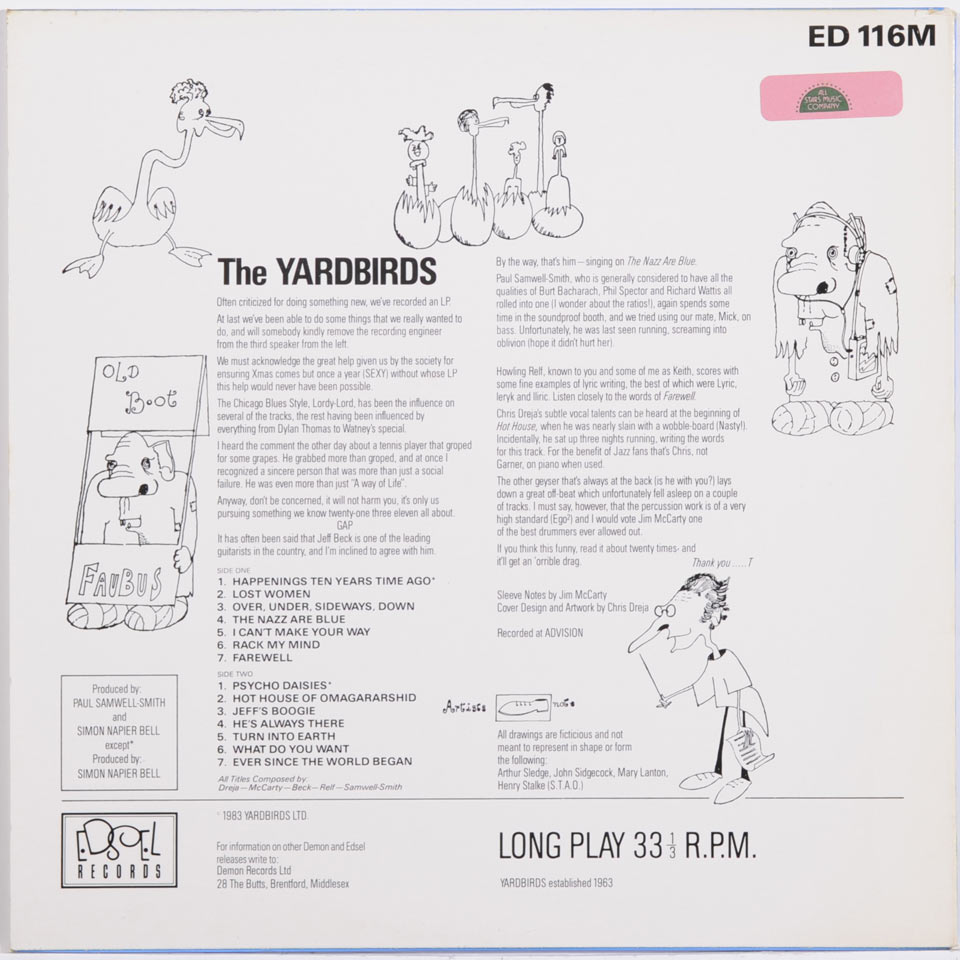 ED 116M
ALL
STARS MUSIC
COMPANY
The YARDBIRDS
Often criticized for doing something new, we've recorded an LP.
At last we've been able to do some things that we really wanted to
do, and will somebody kindly remove the recording engineer
from the third speaker from the left.
We must acknowledge the great help given us by the society for
ensuring Xmas comes but once a year (SEXY) without whose LP
this help would never have been possible.
The Chicago Blues Style, Lordy-Lord, has been the influence on
several of the tracks, the rest having been influenced by
everything from Dylan Thomas to Watney's special.
I heard the comment the other day about a tennis player that groped
for some grapes. He grabbed more than groped, and at once I
recognized a sincere person that was more than just a social
failure. He was even more than just "A way of Life".
Anyway, don't be concerned, it will not harm you, it's only us
pursuing something we know twenty-one three eleven all about.
GAP
It has often been said that Jeff Beck is one of the leading
guitarists in the country, and I'm inclined to agree with him.
By the way, that's him – singing on The Nazz Are Blue.
Paul Samwell-Smith, who is generally considered to have all the
qualities of Burt Bacharach, Phil Spector and Richard Wattis all
rolled into one (I wonder about the ratios!), again spends some
time in the soundproof booth, and we tried using our mate, Mick, on
bass. Unfortunately, he was last seen running, screaming into
oblivion (hope it didn't hurt her).
Howling Relf, known to you and some of me as Keith, scores with
some fine examples of lyric writing, the best of which were Lyric,
leryk and Iliric. Listen closely to the words of Farewell.
Chris Dreja's subtle vocal talents can be heard at the beginning of
Hot House, when he was nearly slain with a wobble-board (Nasty!).
Incidentally, he sat up three nights running, writing the words
for this track. For the benefit of Jazz fans that's Chris, not
Garner, on piano when used.
The other geyser that's always at the back (is he with you?) lays
down a great off-beat which unfortunately fell asleep on a couple
of tracks. I must say, however, that the percussion work is of a very
high standard (Ego²) and I would vote Jim McCarty one
of the best drummers ever allowed out.
If you think this funny, read it about twenty times- and
it'll get an 'orrible drag.
Thank you .....T
OLD
Boot
FAUBUS
SIDE ONE
1. HAPPENINGS TEN YEARS TIME AGO*
2. LOST WOMEN
3. OVER, UNDER, SIDEWAYS, DOWN
4. THE NAZZ ARE BLUE
5. I CAN'T MAKE YOUR WAY
6. RACK MY MIND
7. FAREWELL
SIDE TWO
1. PSYCHO DAISIES*
2. HOT HOUSE OF OMAGARARSHID
3. JEFF'S BOOGIE
4. HE'S ALWAYS THERE
5. TURN INTO EARTH
6. WHAT DO YOU WANT
7. EVER SINCE THE WORLD BEGAN
All Titles Composed by:
Dreja – McCarty – Beck – Relf – Samwell-Smith
Sleeve Notes by Jim McCarty
Cover Design and Artwork by Chris Dreja
Recorded at ADVISION
Produced by:
PAUL SAMWELL-SMITH
and
SIMON NAPIER BELL
except*
Produced by:
SIMON NAPIER BELL
Artists note
All drawings are ficticious and not
meant to represent in shape or form
the following:
Arthur Sledge, John Sidgecock, Mary Lanton,
Henry Stalke (S.T.A.O.)
EDSEL
RECORDS
1983 YARDBIRDS LTD.
For information on other Demon and Edsel
releases write to:
Demon Records Ltd
28 The Butts, Brentford, Middlesex
LONG PLAY 33 1/3 R.P.M.
YARDBIRDS established 1963